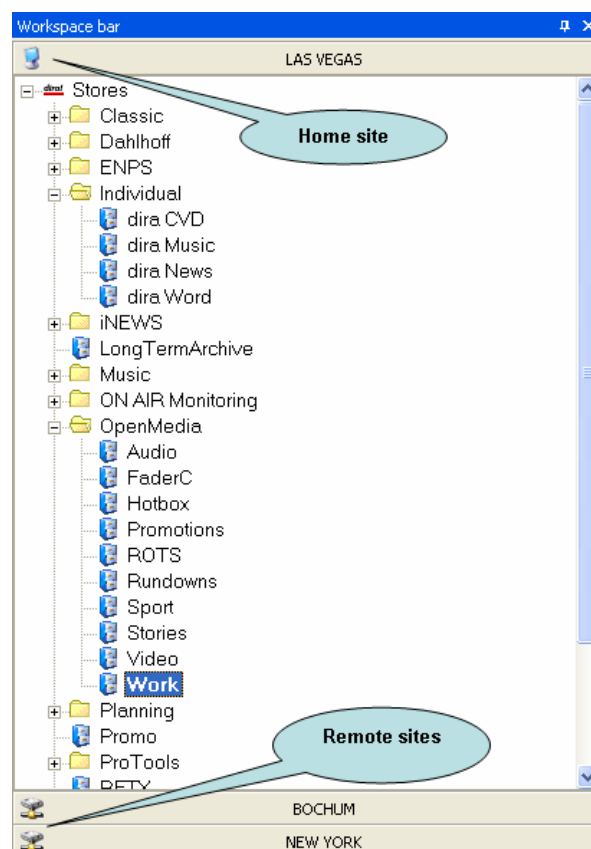 Workspace bar
LAS VEGAS
dira! Stores
Classic
Home site
Dahlhoff
ENPS
Individual
dira CVD
dira Music
dira News
dira Word
iNEWS
LongTermArchive
Music
ON AIR Monitoring
OpenMedia
Audio
FaderC
Hotbox
Promotions
ROTS
Rundowns
Sport
Stories
Video
Work
Planning
Promo
Remote sites
ProTools
BOCHUM
NEW YORK